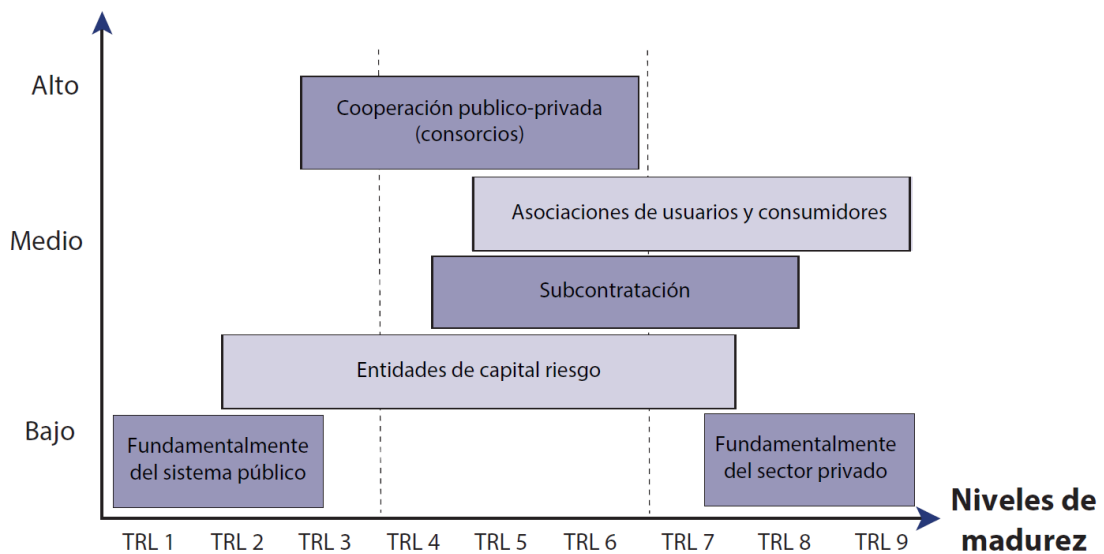 Alto
Cooperación publico-privada
(consorcios)
Asociaciones de usuarios y consumidores
Medio
Subcontratación
Entidades de capital riesgo
Bajo
Fundamentalmente
del sistema público
Fundamentalmente
del sector privado
Niveles de
madurez
TRL 1
TRL 2
TRL 3
TRL 4
TRL 5
TRL 6
TRL 7
TRL 8
TRL 9